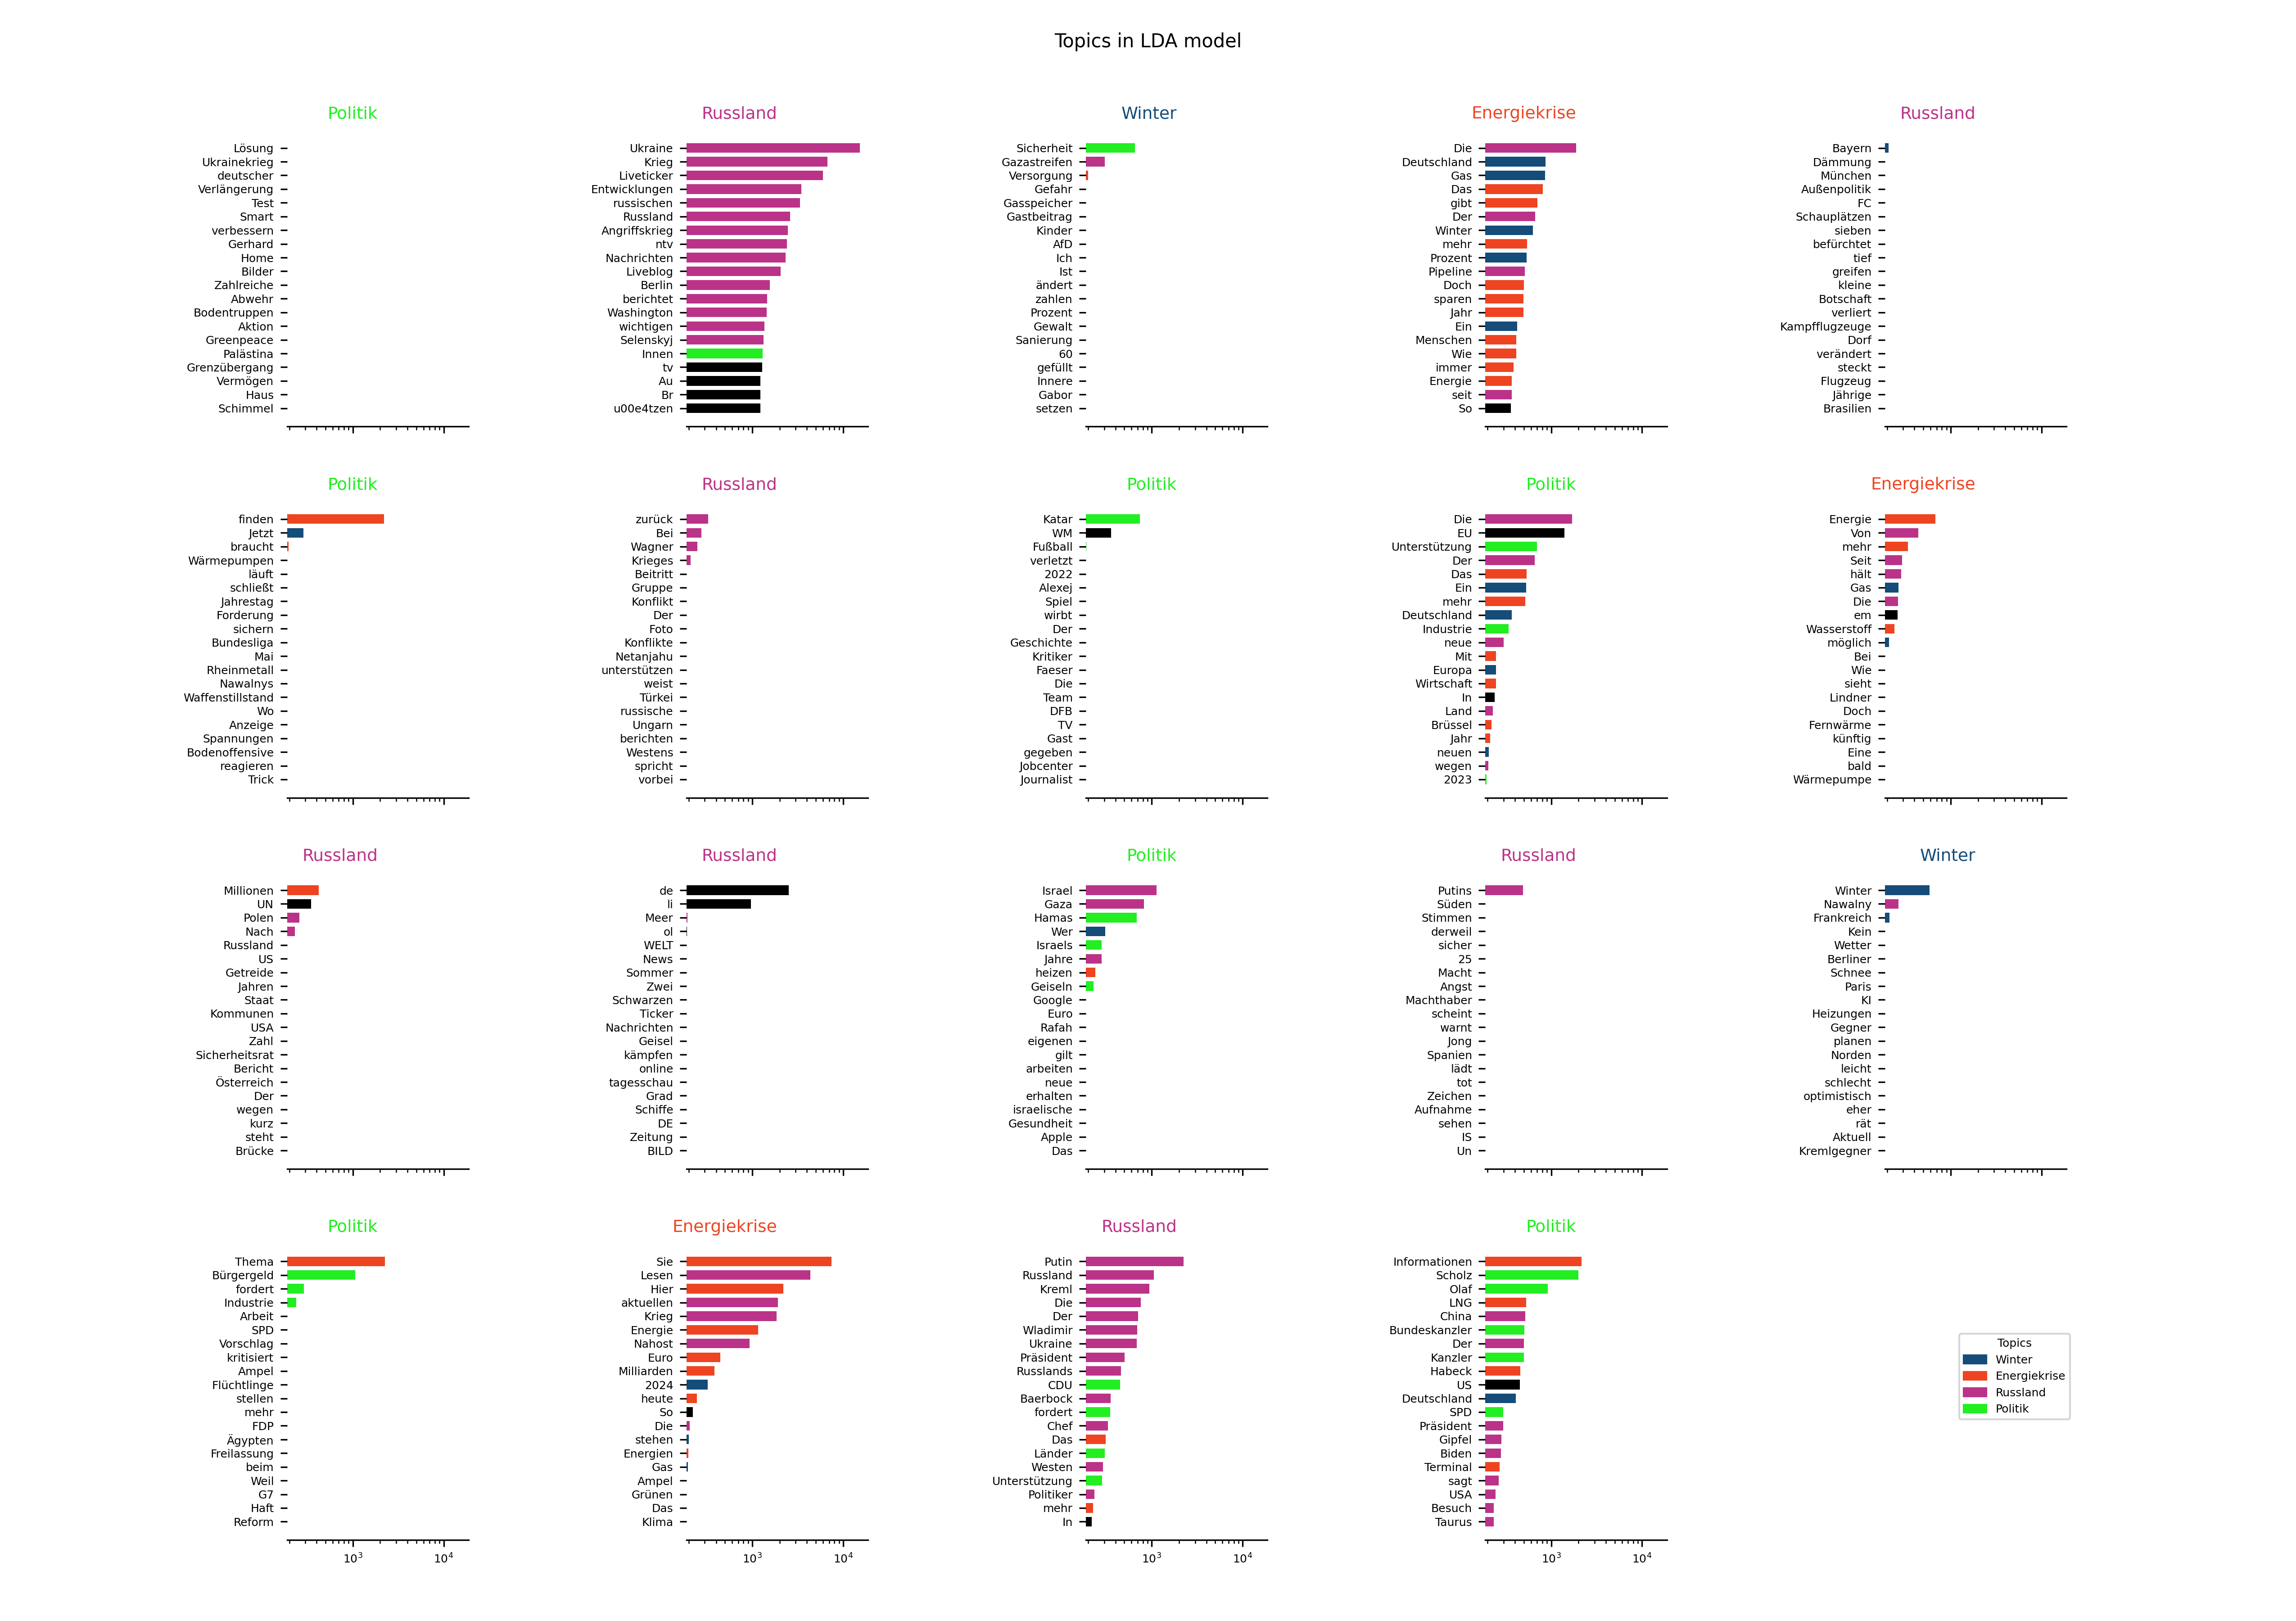 Topics in LDA model
Politik
Lösung
Ukrainekrieg
deutscher
Verlängerung
Test
Smart
verbessern
Gerhard
Home
Bilder
Zahlreiche
Abwehr
Bodentruppen
Aktion
Greenpeace
Palästina
Grenzübergang
Vermögen
Haus
Schimmel
Russland
Ukraine
Krieg
Liveticker
Entwicklungen
russischen
Russland
Angriffskrieg
ntv
Nachrichten
Liveblog
Berlin
berichtet
Washington
wichtigen
Selenskyj
Innen
tv
Au
Br
u00e4tzen
Winter
Sicherheit
Gazastreifen
Versorgung
Gefahr
Gasspeicher
Gastbeitrag
Kinder
AfD
Ich
Ist
ändert
zahlen
Prozent
Gewalt
Sanierung
60
gefüllt
Innere
Gabor
setzen
Energiekrise
Die
Deutschland
Gas
Das
gibt
Der
Winter
mehr
Prozent
Pipeline
Doch
sparen
Jahr
Ein
Menschen
Wie
immer
Energie
seit
So
Russland
Bayern
Dämmung
München
Außenpolitik
FC
Schauplätzen
sieben
befürchtet
tief
greifen
kleine
Botschaft
verliert
Kampfflugzeuge
Dorf
verändert
steckt
Flugzeug
Jährige
Brasilien
Politik
finden
Jetzt
braucht
Wärmepumpen
läuft
schließt
Jahrestag
Forderung
sichern
Bundesliga
Mai
Rheinmetall
Nawalnys
Waffenstillstand
Wo
Anzeige
Spannungen
Bodenoffensive
reagieren
Trick
Russland
zurück
Bei
Wagner
Krieges
Beitritt
Gruppe
Konflikt
Der
Foto
Konflikte
Netanjahu
unterstützen
weist
Türkei
russische
Ungarn
berichten
Westens
spricht
vorbei
Politik
Katar
WM
Fußball
verletzt
2022
Alexej
Spiel
wirbt
Der
Geschichte
Kritiker
Faeser
Die
Team
DFB
TV
Gast
gegeben
Jobcenter
Journalist
Politik
Die
EU
Unterstützung
Der
Das
Ein
mehr
Deutschland
Industrie
neue
Mit
Europa
Wirtschaft
In
Land
Brüssel
Jahr
neuen
wegen
2023
Energiekrise
Energie
Von
mehr
Seit
hält
Gas
Die
em
Wasserstoff
möglich
Bei
Wie
sieht
Lindner
Doch
Fernwärme
künftig
Eine
bald
Wärmepumpe
Russland
Millionen
UN
Polen
Nach
Russland
US
Getreide
Jahren
Staat
Kommunen
USA
Zahl
Sicherheitsrat
Bericht
Österreich
Der
wegen
kurz
steht
Brücke
Russland
de
li
Meer
ol
WELT
News
Sommer
Zwei
Schwarzen
Ticker
Nachrichten
Geisel
kämpfen
online
tagesschau
Grad
Schiffe
DE
Zeitung
BILD
Politik
Israel
Gaza
Hamas
Wer
Israels
Jahre
heizen
Geiseln
Google
Euro
Rafah
eigenen
gilt
arbeiten
neue
erhalten
israelische
Gesundheit
Apple
Das
Russland
Putins
Süden
Stimmen
derweil
sicher
25
Macht
Angst
Machthaber
scheint
warnt
Jong
Spanien
lädt
tot
Zeichen
Aufnahme
sehen
IS
Un
Winter
Winter
Nawalny
Frankreich
Kein
Wetter
Berliner
Schnee
Paris
KI
Heizungen
Gegner
planen
Norden
leicht
schlecht
optimistisch
eher
rät
Aktuell
Kremlgegner
Politik
Thema
Bürgergeld
fordert
Industrie
Arbeit
SPD
Vorschlag
kritisiert
Ampel
Flüchtlinge
stellen
mehr
FDP
Ägypten
Freilassung
beim
Weil
G7
Haft
Reform
10³ 10⁴
Energiekrise
Sie
Lesen
Hier
aktuellen
Krieg
Energie
Nahost
Euro
Milliarden
2024
heute
So
Die
stehen
Energien
Gas
Ampel
Grünen
Das
Klima
10³ 10⁴
Russland
Putin
Russland
Kreml
Die
Der
Wladimir
Ukraine
Präsident
Russlands
CDU
Baerbock
fordert
Chef
Das
Länder
Westen
Unterstützung
Politiker
mehr
In
10³ 10⁴
Politik
Informationen
Scholz
Olaf
LNG
China
Bundeskanzler
Der
Kanzler
Habeck
US
Deutschland
SPD
Präsident
Gipfel
Biden
Terminal
sagt
USA
Besuch
Taurus
10³ 10⁴
Topics
Winter
Energiekrise
Russland
Politik